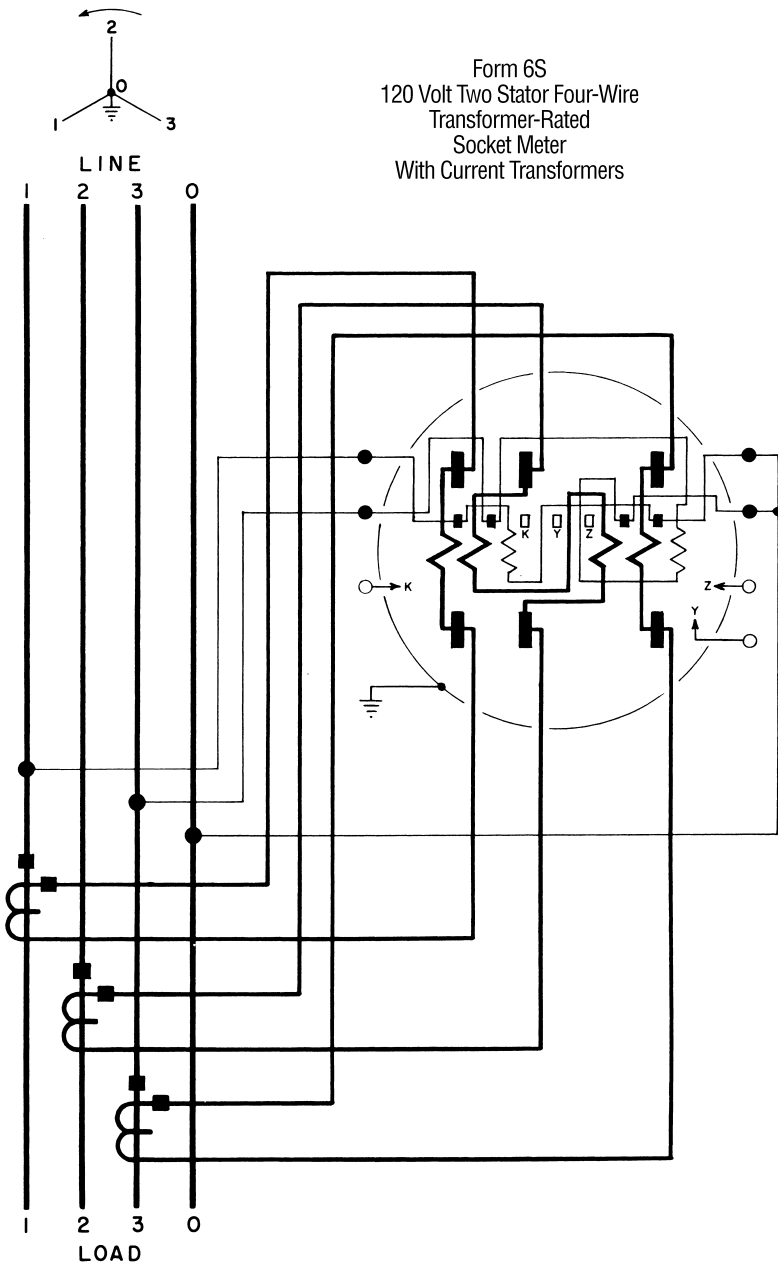 2
0
1 3
Form 6S
120 Volt Two Stator Four-Wire
Transformer-Rated
Socket Meter
With Current Transformers
LINE
1 2 3 0
K Y Z
K
Z
Y
1 2 3 0
LOAD